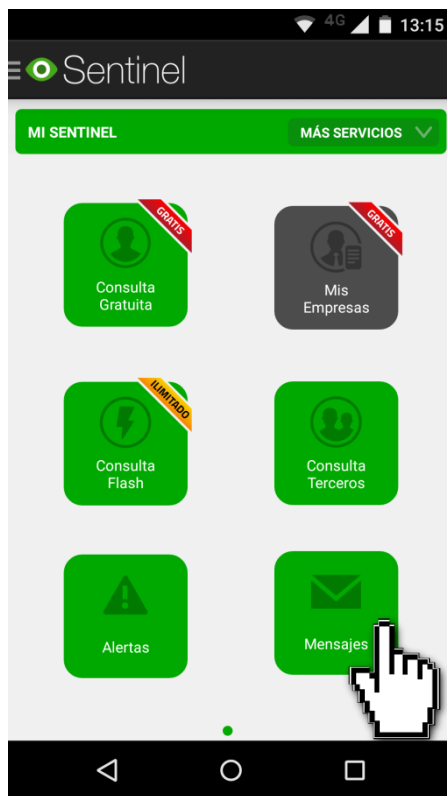 4G 13:15
Sentinel
MI SENTINEL MÁS SERVICIOS
GRATIS
Consulta
Gratuita
GRATIS
Mis
Empresas
ILIMITADO
Consulta
Flash
Consulta
Terceros
Alertas
Mensajes